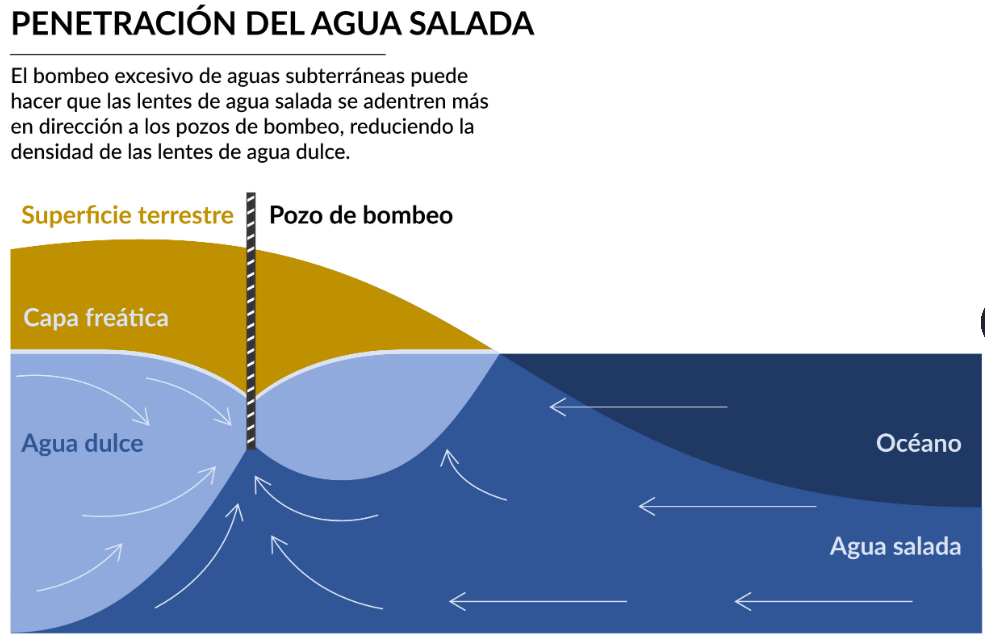 PENETRACIÓN DEL AGUA SALADA
El bombeo excesivo de aguas subterráneas puede
hacer que las lentes de agua salada se adentren más
en dirección a los pozos de bombeo, reduciendo la
densidad de las lentes de agua dulce.
Superficie terrestre
Pozo de bombeo
Capa freática
Agua dulce
Océano
Agua salada